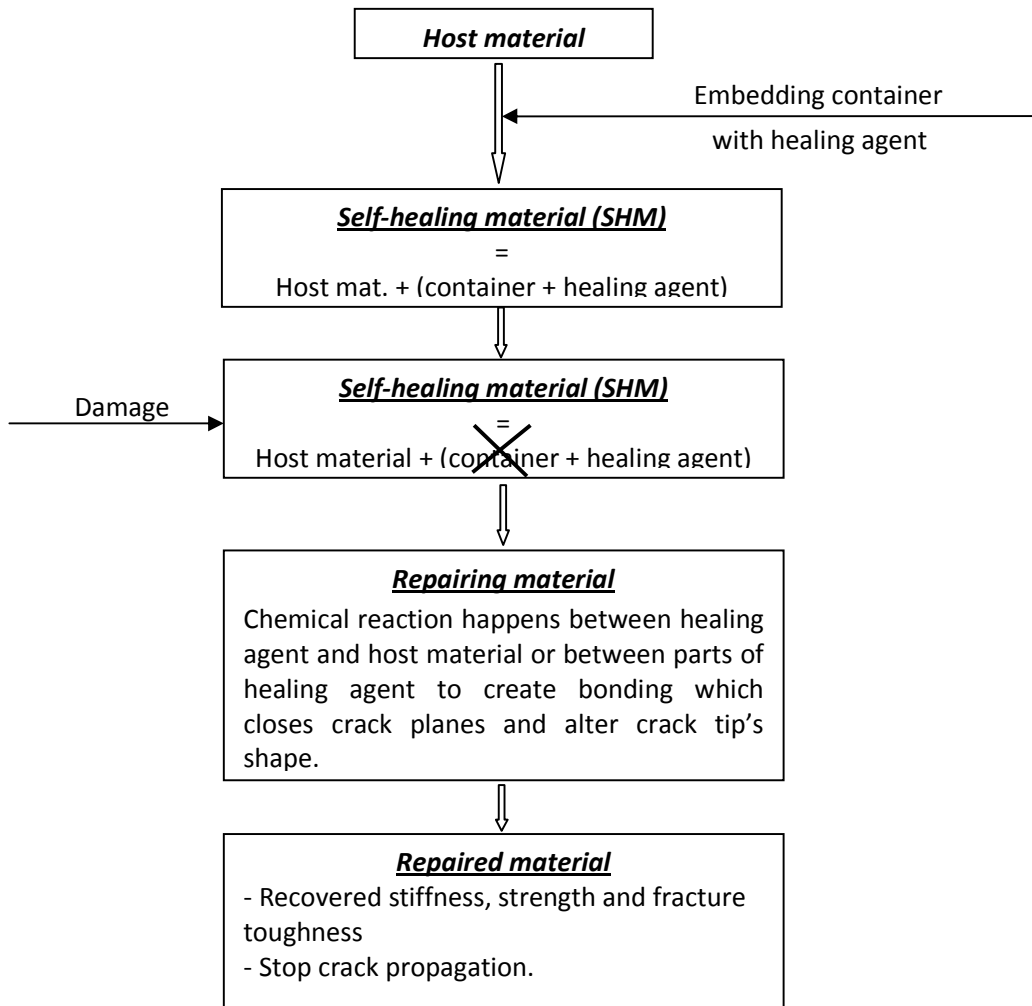 Host material
Embedding container
with healing agent
Self-healing material (SHM)
=
Host mat. + (container + healing agent)
Damage
Self-healing material (SHM)
=
Host material + (container + healing agent)
Repairing material
Chemical reaction happens between healing
agent and host material or between parts of
healing agent to create bonding which
closes crack planes and alter crack tip’s
shape.
Repaired material
- Recovered stiffness, strength and fracture
toughness
- Stop crack propagation.